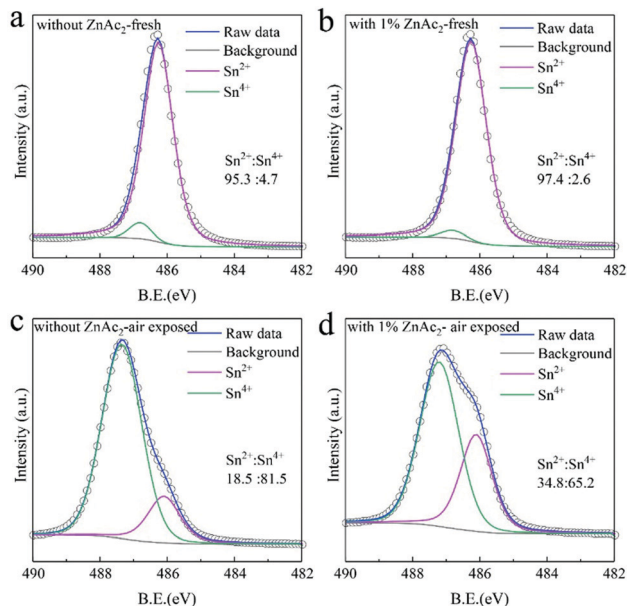 a
without ZnAc₂-fresh
Raw data
Background
Sn²⁺
Sn⁴⁺
Sn²⁺:Sn⁴⁺
95.3 :4.7
Intensity (a.u.)
490 488 486 484 482
B.E.(eV)
b
with 1% ZnAc₂-fresh
Raw data
Background
Sn²⁺
Sn⁴⁺
Sn²⁺:Sn⁴⁺
97.4 :2.6
Intensity (a.u.)
490 488 486 484 482
B.E.(eV)
c
without ZnAc₂-air exposed
Raw data
Background
Sn²⁺
Sn⁴⁺
Sn²⁺:Sn⁴⁺
18.5 :81.5
Intensity (a.u.)
490 488 486 484 482
B.E.(eV)
d
with 1% ZnAc₂- air exposed
Raw data
Background
Sn²⁺
Sn⁴⁺
Sn²⁺:Sn⁴⁺
34.8:65.2
Intensity (a.u.)
490 488 486 484 482
B.E.(eV)